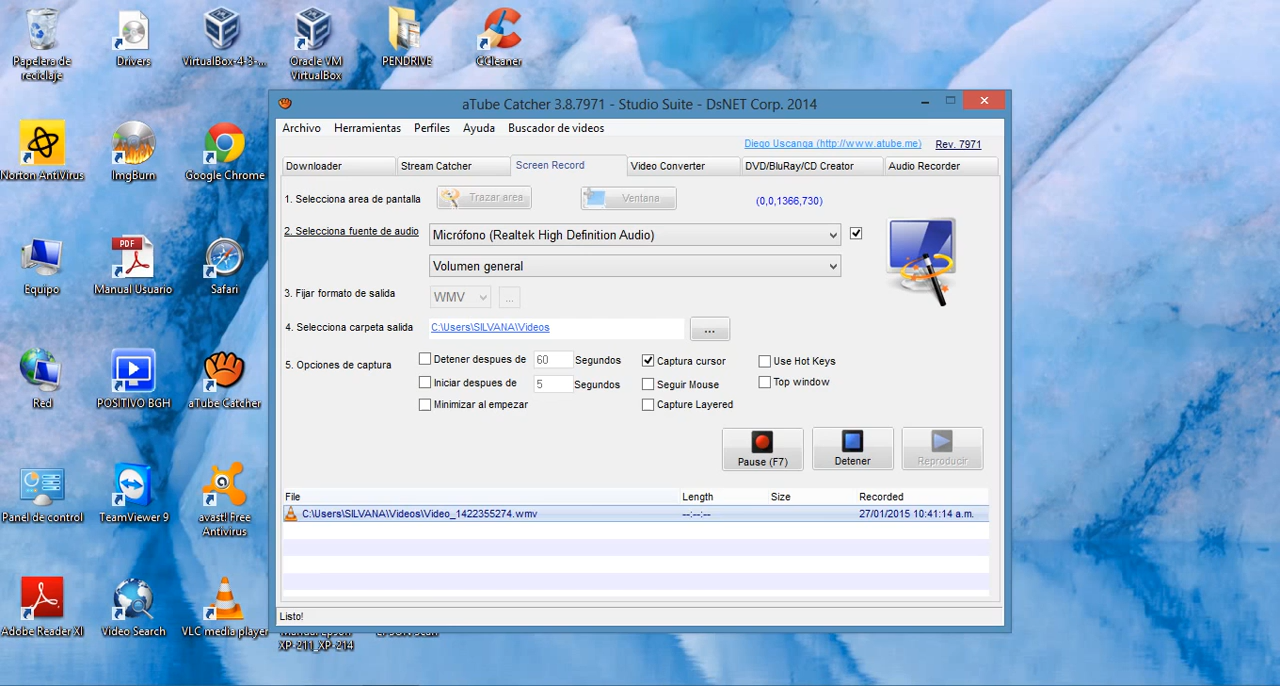 Papelera de
reciclaje
Drivers
VirtualBox-4-3-...
Oracle VM
VirtualBox
PENDRIVE
CCleaner
Norton AntiVirus
ImgBurn
Google Chrome
Equipo
PDF
Manual Usuario
Safari
Red
POSITIVO BGH
aTube Catcher
Panel de control
TeamViewer 9
avast! Free
Antivirus
Adobe Reader XI
Video Search
VLC media player
XP-211_XP-214
aTube Catcher 3.8.7971 - Studio Suite - DsNET Corp. 2014
Archivo Herramientas Perfiles Ayuda Buscador de videos
Diego Uscanga (http://www.atube.me) Rev. 7971
Downloader Stream Catcher Screen Record Video Converter DVD/BluRay/CD Creator Audio Recorder
1. Selecciona area de pantalla Trazar area Ventana (0,0,1366,730)
2. Selecciona fuente de audio Micrófono (Realtek High Definition Audio)
Volumen general
3. Fijar formato de salida WMV ...
4. Selecciona carpeta salida C:\Users\SILVANA\Videos ...
5. Opciones de captura Detener despues de 60 Segundos Captura cursor Use Hot Keys
Iniciar despues de 5 Segundos Seguir Mouse Top window
Minimizar al empezar Capture Layered
Pause (F7) Detener Reproducir
File Length Size Recorded
C:\Users\SILVANA\Videos\Video_1422355274.wmv --:--:-- 27/01/2015 10:41:14 a.m.
Listo!